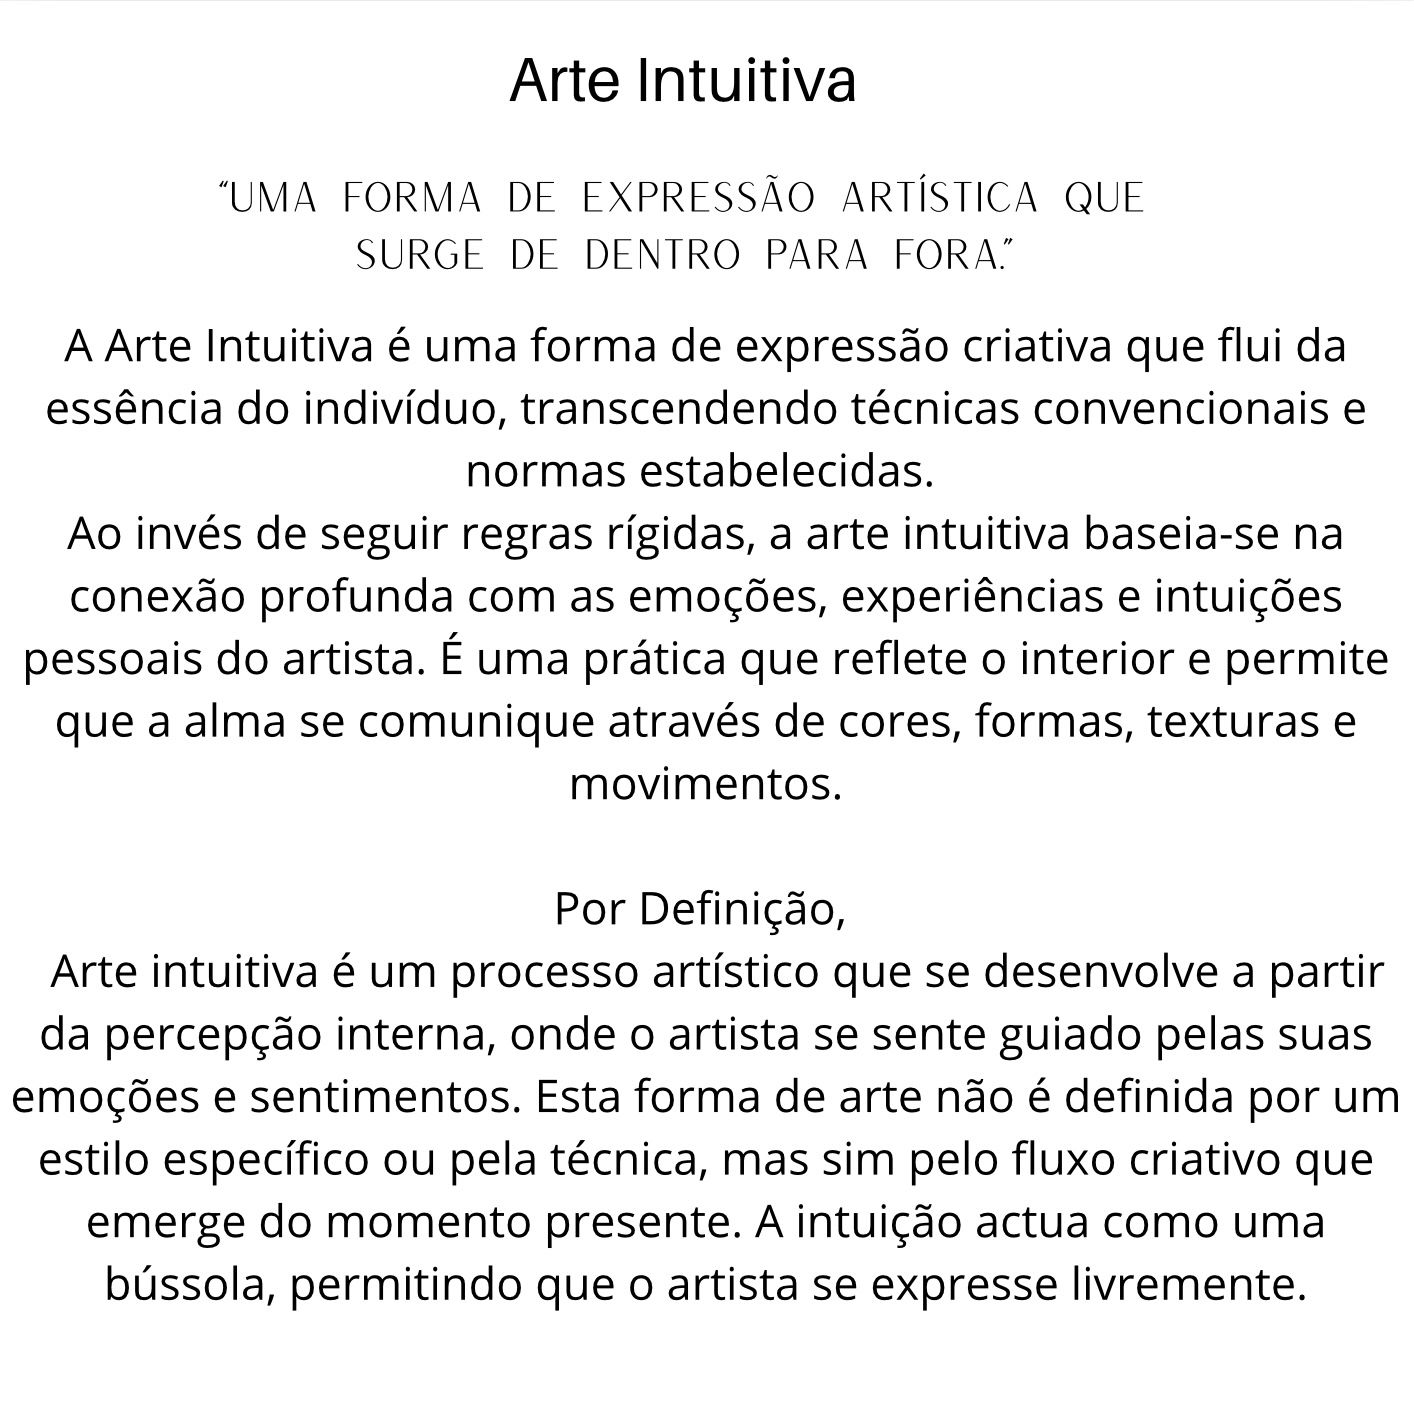 Arte Intuitiva
“UMA FORMA DE EXPRESSÃO ARTÍSTICA QUE
SURGE DE DENTRO PARA FORA.”
A Arte Intuitiva é uma forma de expressão criativa que flui da
essência do indivíduo, transcendendo técnicas convencionais e
normas estabelecidas.
Ao invés de seguir regras rígidas, a arte intuitiva baseia-se na
conexão profunda com as emoções, experiências e intuições
pessoais do artista. É uma prática que reflete o interior e permite
que a alma se comunique através de cores, formas, texturas e
movimentos.
Por Definição,
Arte intuitiva é um processo artístico que se desenvolve a partir
da percepção interna, onde o artista se sente guiado pelas suas
emoções e sentimentos. Esta forma de arte não é definida por um
estilo específico ou pela técnica, mas sim pelo fluxo criativo que
emerge do momento presente. A intuição actua como uma
bússola, permitindo que o artista se expresse livremente.